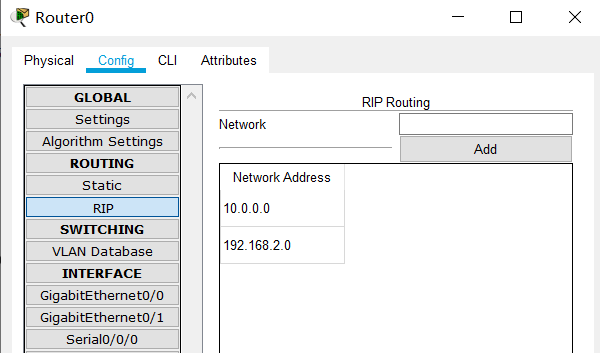 Router0
Physical Config CLI Attributes
GLOBAL
Settings
Algorithm Settings
ROUTING
Static
RIP
SWITCHING
VLAN Database
INTERFACE
GigabitEthernet0/0
GigabitEthernet0/1
Serial0/0/0
RIP Routing
Network
Add
Network Address
10.0.0.0
192.168.2.0